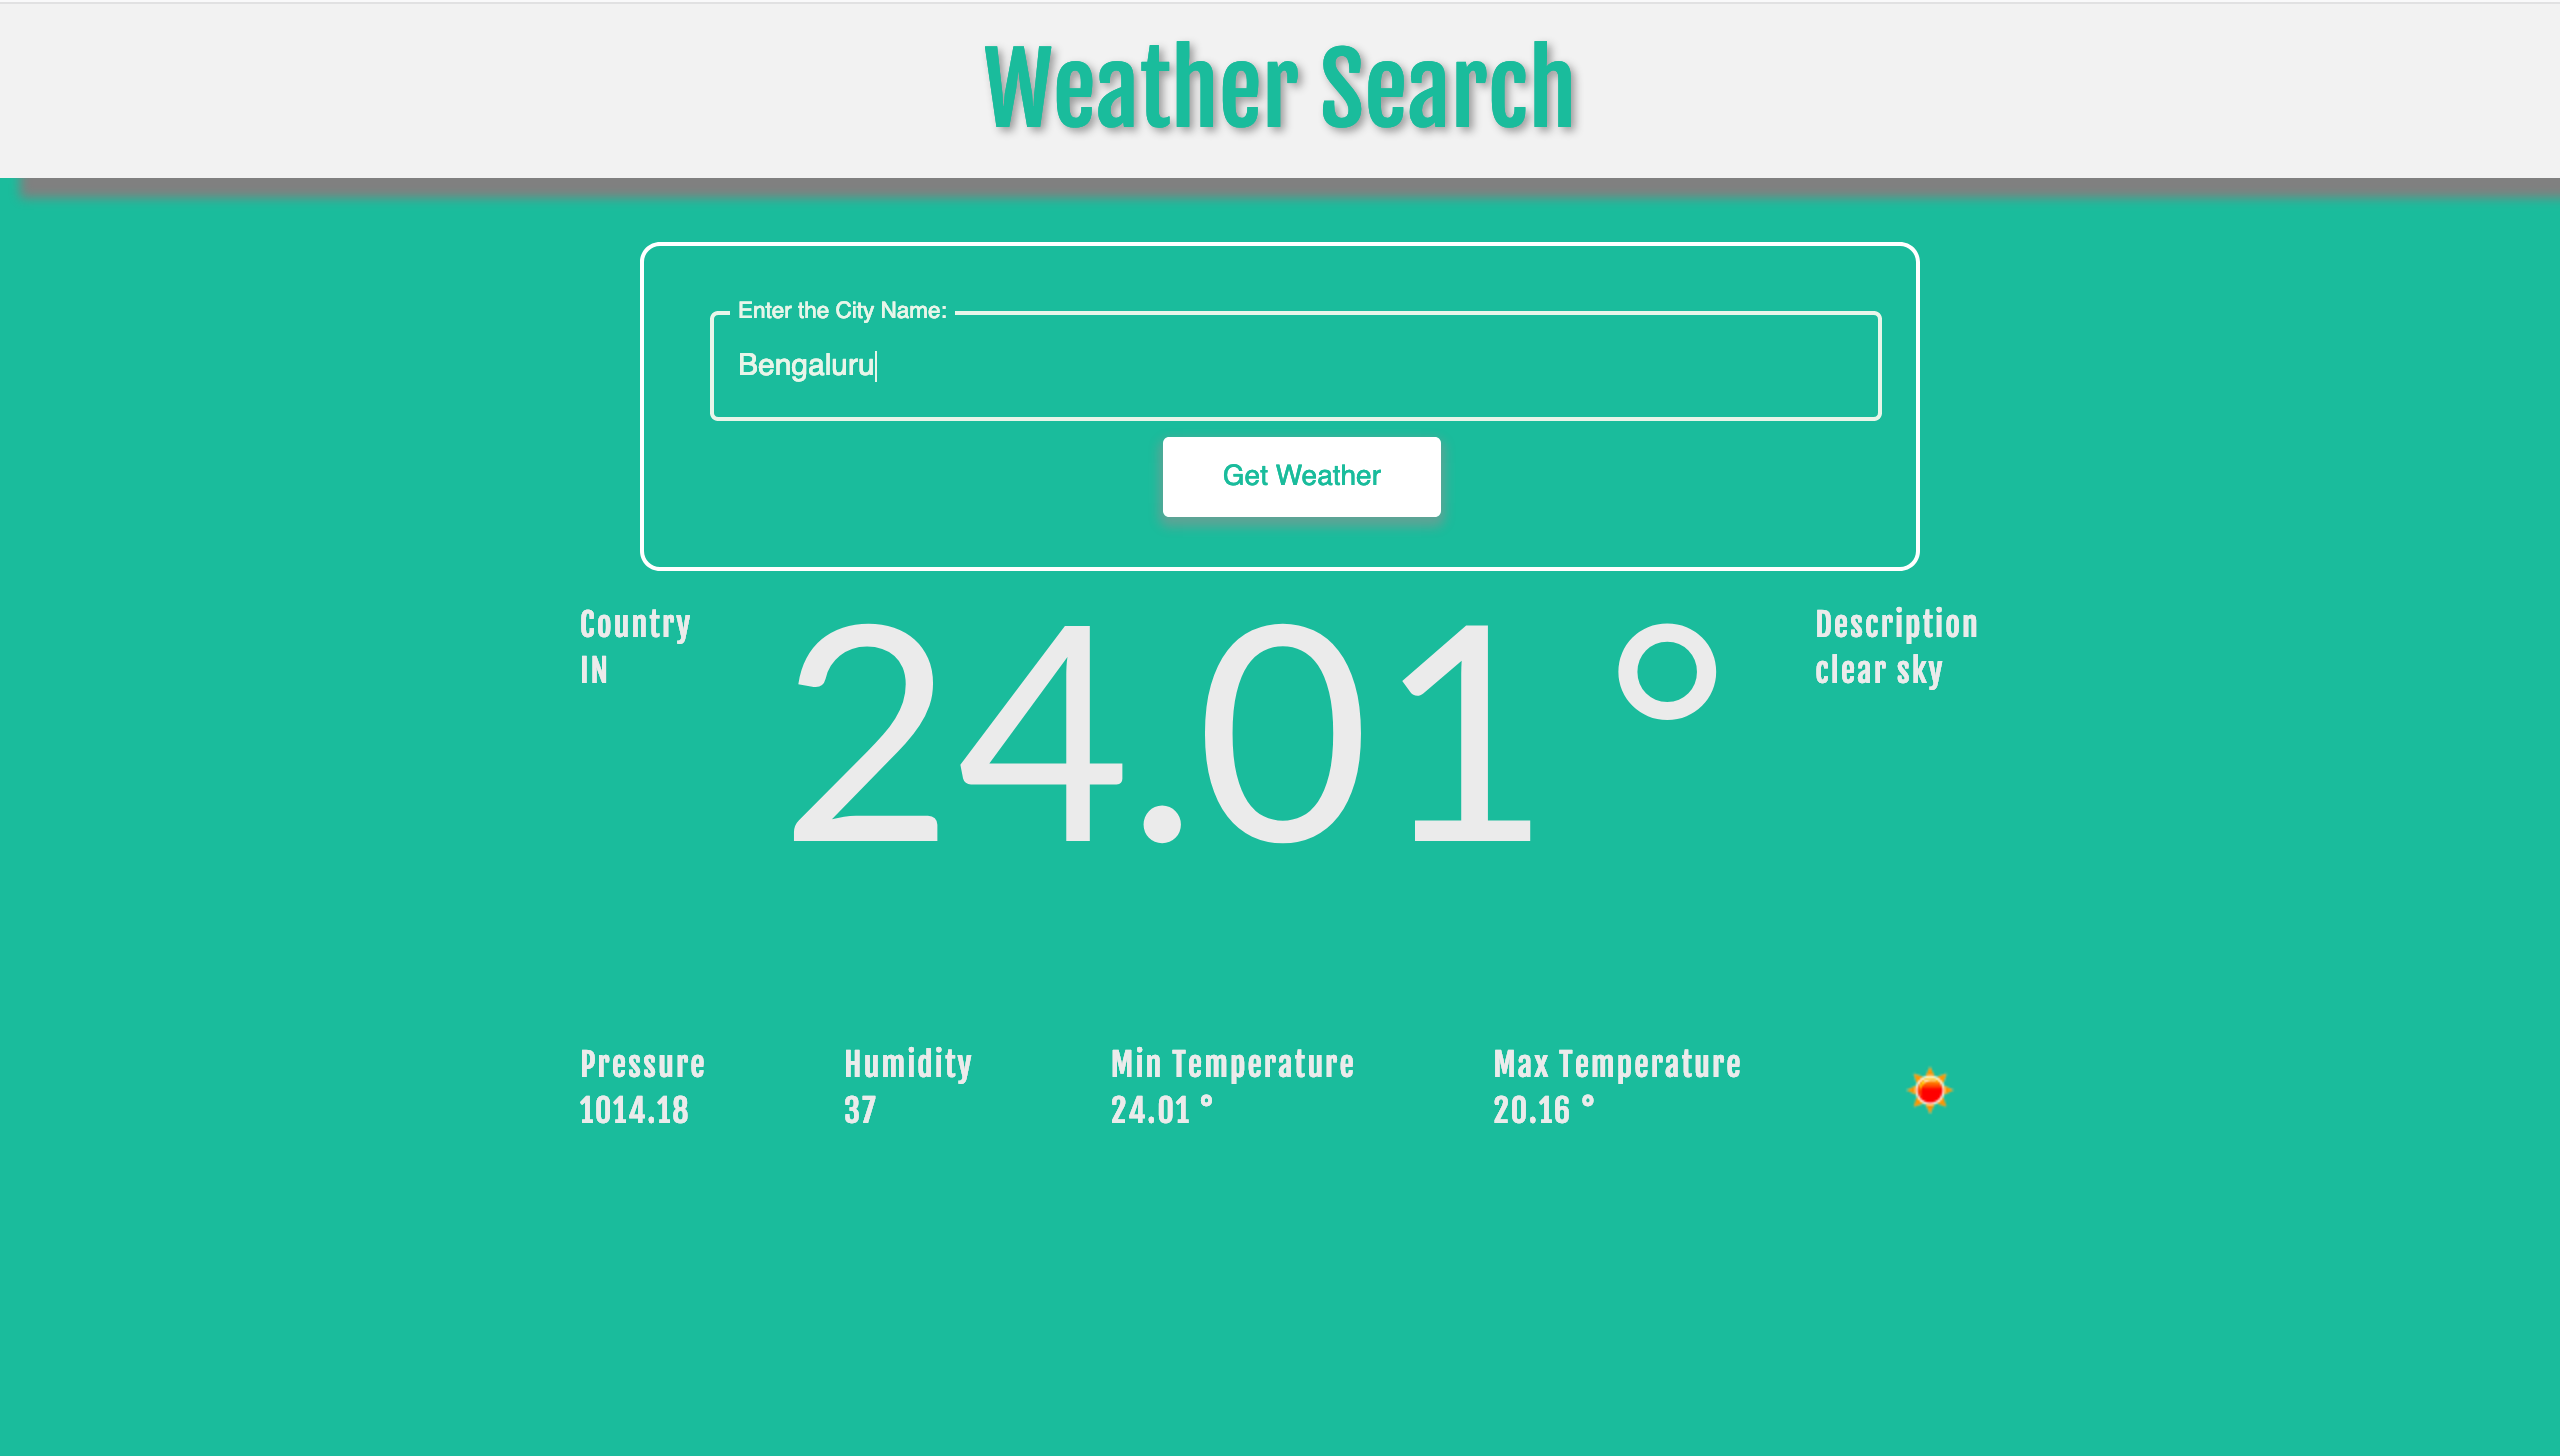 Weather Search
Enter the City Name:
Bengaluru
Get Weather
Country
IN
24.01 °
Description
clear sky
Pressure
1014.18
Humidity
37
Min Temperature
24.01 °
Max Temperature
20.16 °